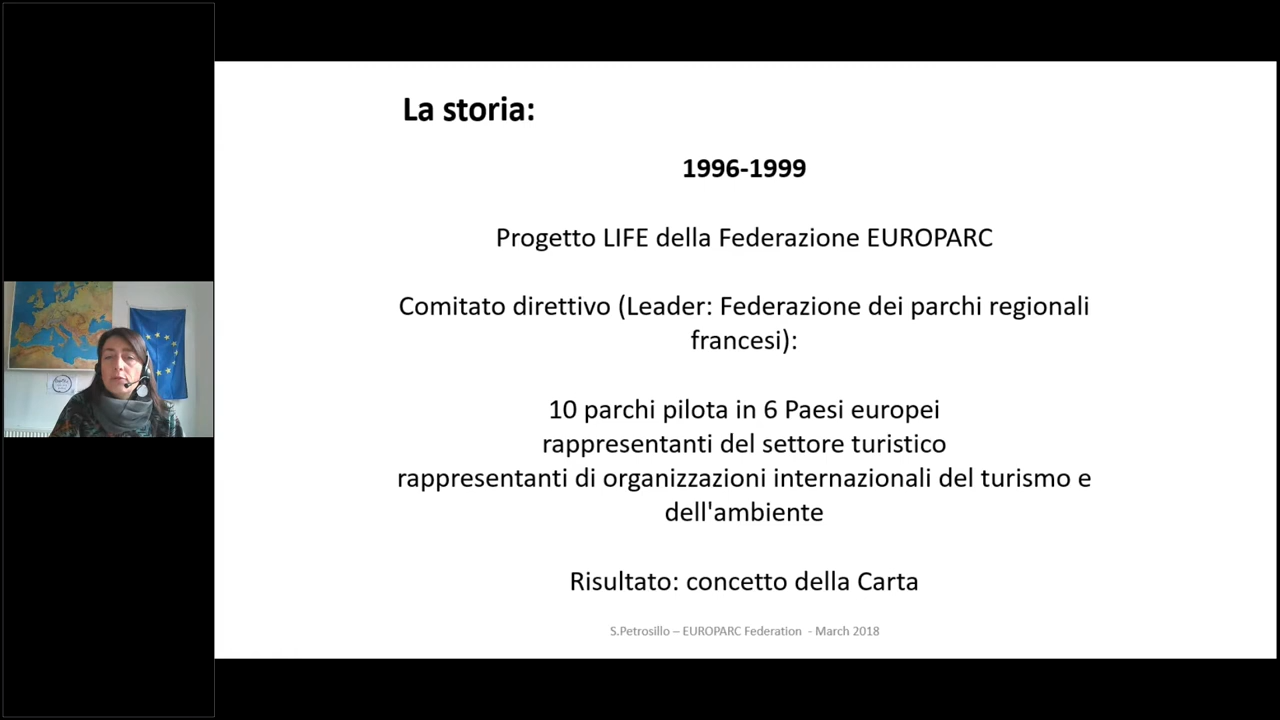 La storia:
1996-1999
Progetto LIFE della Federazione EUROPARC
Comitato direttivo (Leader: Federazione dei parchi regionali
francesi):
10 parchi pilota in 6 Paesi europei
rappresentanti del settore turistico
rappresentanti di organizzazioni internazionali del turismo e
dell'ambiente
Risultato: concetto della Carta
S.Petrosillo – EUROPARC Federation - March 2018